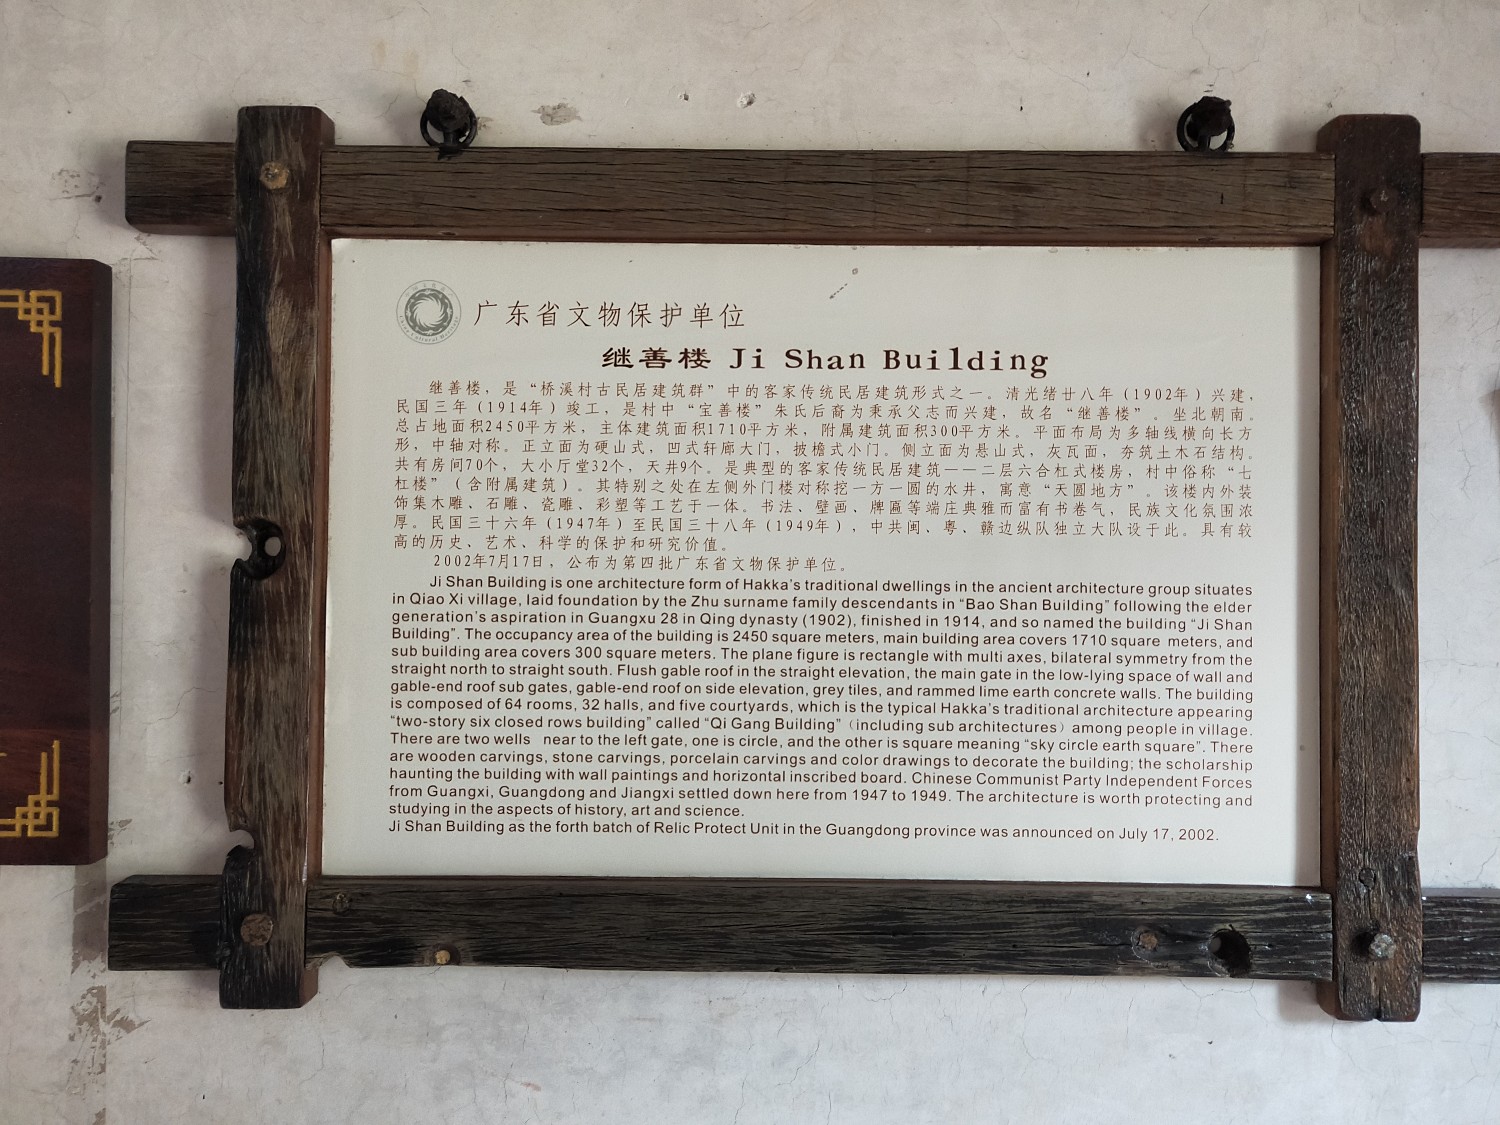 广东省文物保护单位
继善楼 Ji Shan Building
继善楼，是“桥溪村古民居建筑群”中的客家传统民居建筑形式之一。清光绪廿八年（1902年）兴建，
民国三年（1914年）竣工，是村中“宝善楼”朱氏后裔为秉承父志而兴建，故名“继善楼”。坐北朝南。
总占地面积2450平方米，主体建筑面积1710平方米，附属建筑面积300平方米。平面布局为多轴线横向长方
形，中轴对称。正立面为硬山式，凹式轩廊大门，披檐式小门。侧立面为悬山式，灰瓦面，夯筑土木石结构。
共有房间70个，大小厅堂32个，天井9个。是典型的客家传统民居建筑——二层六合杠式楼房，村中俗称“七
杠楼”（含附属建筑）。其特别之处在左侧外门楼对称挖一方一圆的水井，寓意“天圆地方”。该楼内外装
饰集木雕、石雕、瓷雕、彩塑等工艺于一体。书法、壁画、牌匾等端庄典雅而富有书卷气，民族文化氛围浓
厚。民国三十六年（1947年）至民国三十八年（1949年），中共闽、粤、赣边纵队独立大队设于此。具有较
高的历史、艺术、科学的保护和研究价值。
2002年7月17日，公布为第四批广东省文物保护单位。
Ji Shan Building is one architecture form of Hakka's traditional dwellings in the ancient architecture group situates
in Qiao Xi village, laid foundation by the Zhu surname family descendants in “Bao Shan Building” following the elder
generation's aspiration in Guangxu 28 in Qing dynasty (1902), finished in 1914, and so named the building “Ji Shan
Building”. The occupancy area of the building is 2450 square meters, main building area covers 1710 square meters, and
sub building area covers 300 square meters. The plane figure is rectangle with multi axes, bilateral symmetry from the
straight north to straight south. Flush gable roof in the straight elevation, the main gate in the low-lying space of wall and
gable-end roof sub gates, gable-end roof on side elevation, grey tiles, and rammed lime earth concrete walls. The building
is composed of 64 rooms, 32 halls, and five courtyards, which is the typical Hakka's traditional architecture appearing
“two-story six closed rows building” called “Qi Gang Building”（including sub architectures）among people in village.
There are two wells near to the left gate, one is circle, and the other is square meaning “sky circle earth square”. There
are wooden carvings, stone carvings, porcelain carvings and color drawings to decorate the building; the scholarship
haunting the building with wall paintings and horizontal inscribed board. Chinese Communist Party Independent Forces
from Guangxi, Guangdong and Jiangxi settled down here from 1947 to 1949. The architecture is worth protecting and
studying in the aspects of history, art and science.
Ji Shan Building as the forth batch of Relic Protect Unit in the Guangdong province was announced on July 17, 2002.